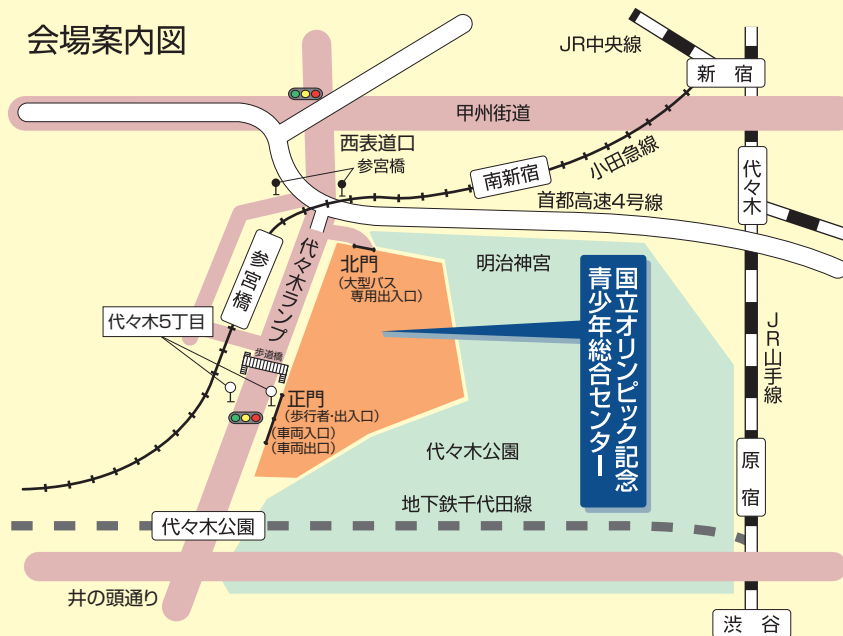 会場案内図
JR中央線
新　宿
甲州街道
西表道口
参宮橋
小田急線
南新宿
代々木
首都高速4号線
参宮橋
代々木ランプ
北門
（大型バス
専用出入口）
明治神宮
国立オリンピック記念
青少年総合センター
代々木5丁目
歩道橋
JR山手線
正門
（歩行者・出入口）
（車両入口）
（車両出口）
代々木公園
原　宿
地下鉄千代田線
代々木公園
井の頭通り
渋　谷